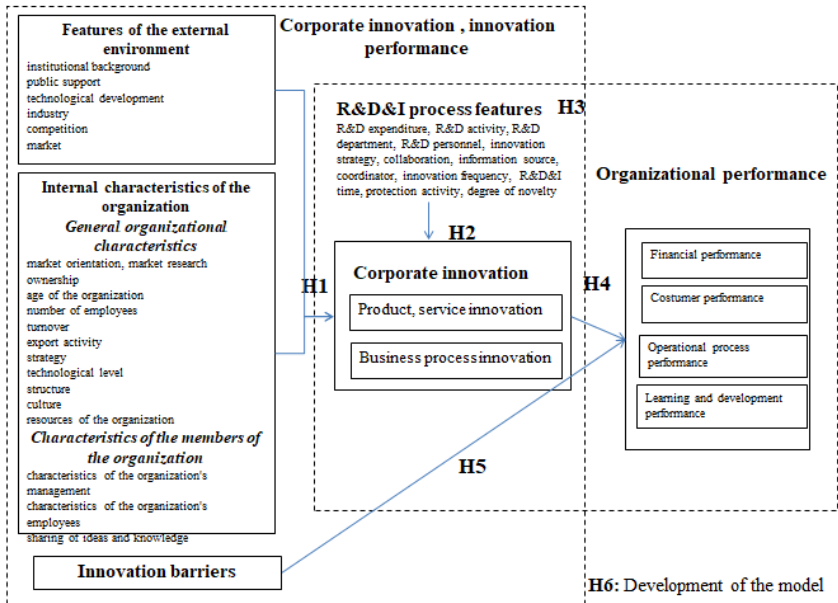 Features of the external
environment
institutional background
public support
technological development
industry
competition
market
Internal characteristics of the
organization
General organizational
characteristics
market orientation, market research
ownership
age of the organization
number of employees
turnover
export activity
strategy
technological level
structure
culture
resources of the organization
Characteristics of the members of
the organization
characteristics of the organization's
management
characteristics of the organization's
employees
sharing of ideas and knowledge
Innovation barriers
Corporate innovation , innovation
performance
H1
R&D&I process features
H3
R&D expenditure, R&D activity, R&D
department, R&D personnel, innovation
strategy, collaboration, information source,
coordinator, innovation frequency, R&D&I
time, protection activity, degree of novelty
H2
Corporate innovation
Product, service innovation
Business process innovation
H4
H5
Organizational performance
Financial performance
Costumer performance
Operational process
performance
Learning and development
performance
H6: Development of the model